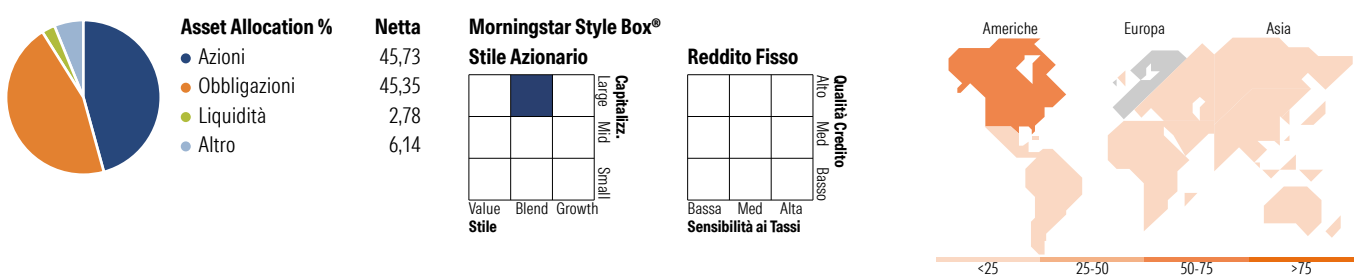 Asset Allocation % Netta
Azioni 45,73
Obbligazioni 45,35
Liquidità 2,78
Altro 6,14
Morningstar Style Box®
Stile Azionario
Large Mid Small
Capitalizz.
Value Blend Growth
Stile
Reddito Fisso
Alto Med Basso
Qualità Credito
Bassa Med Alta
Sensibilità ai Tassi
Americhe Europa Asia
<25 25-50 50-75 >75